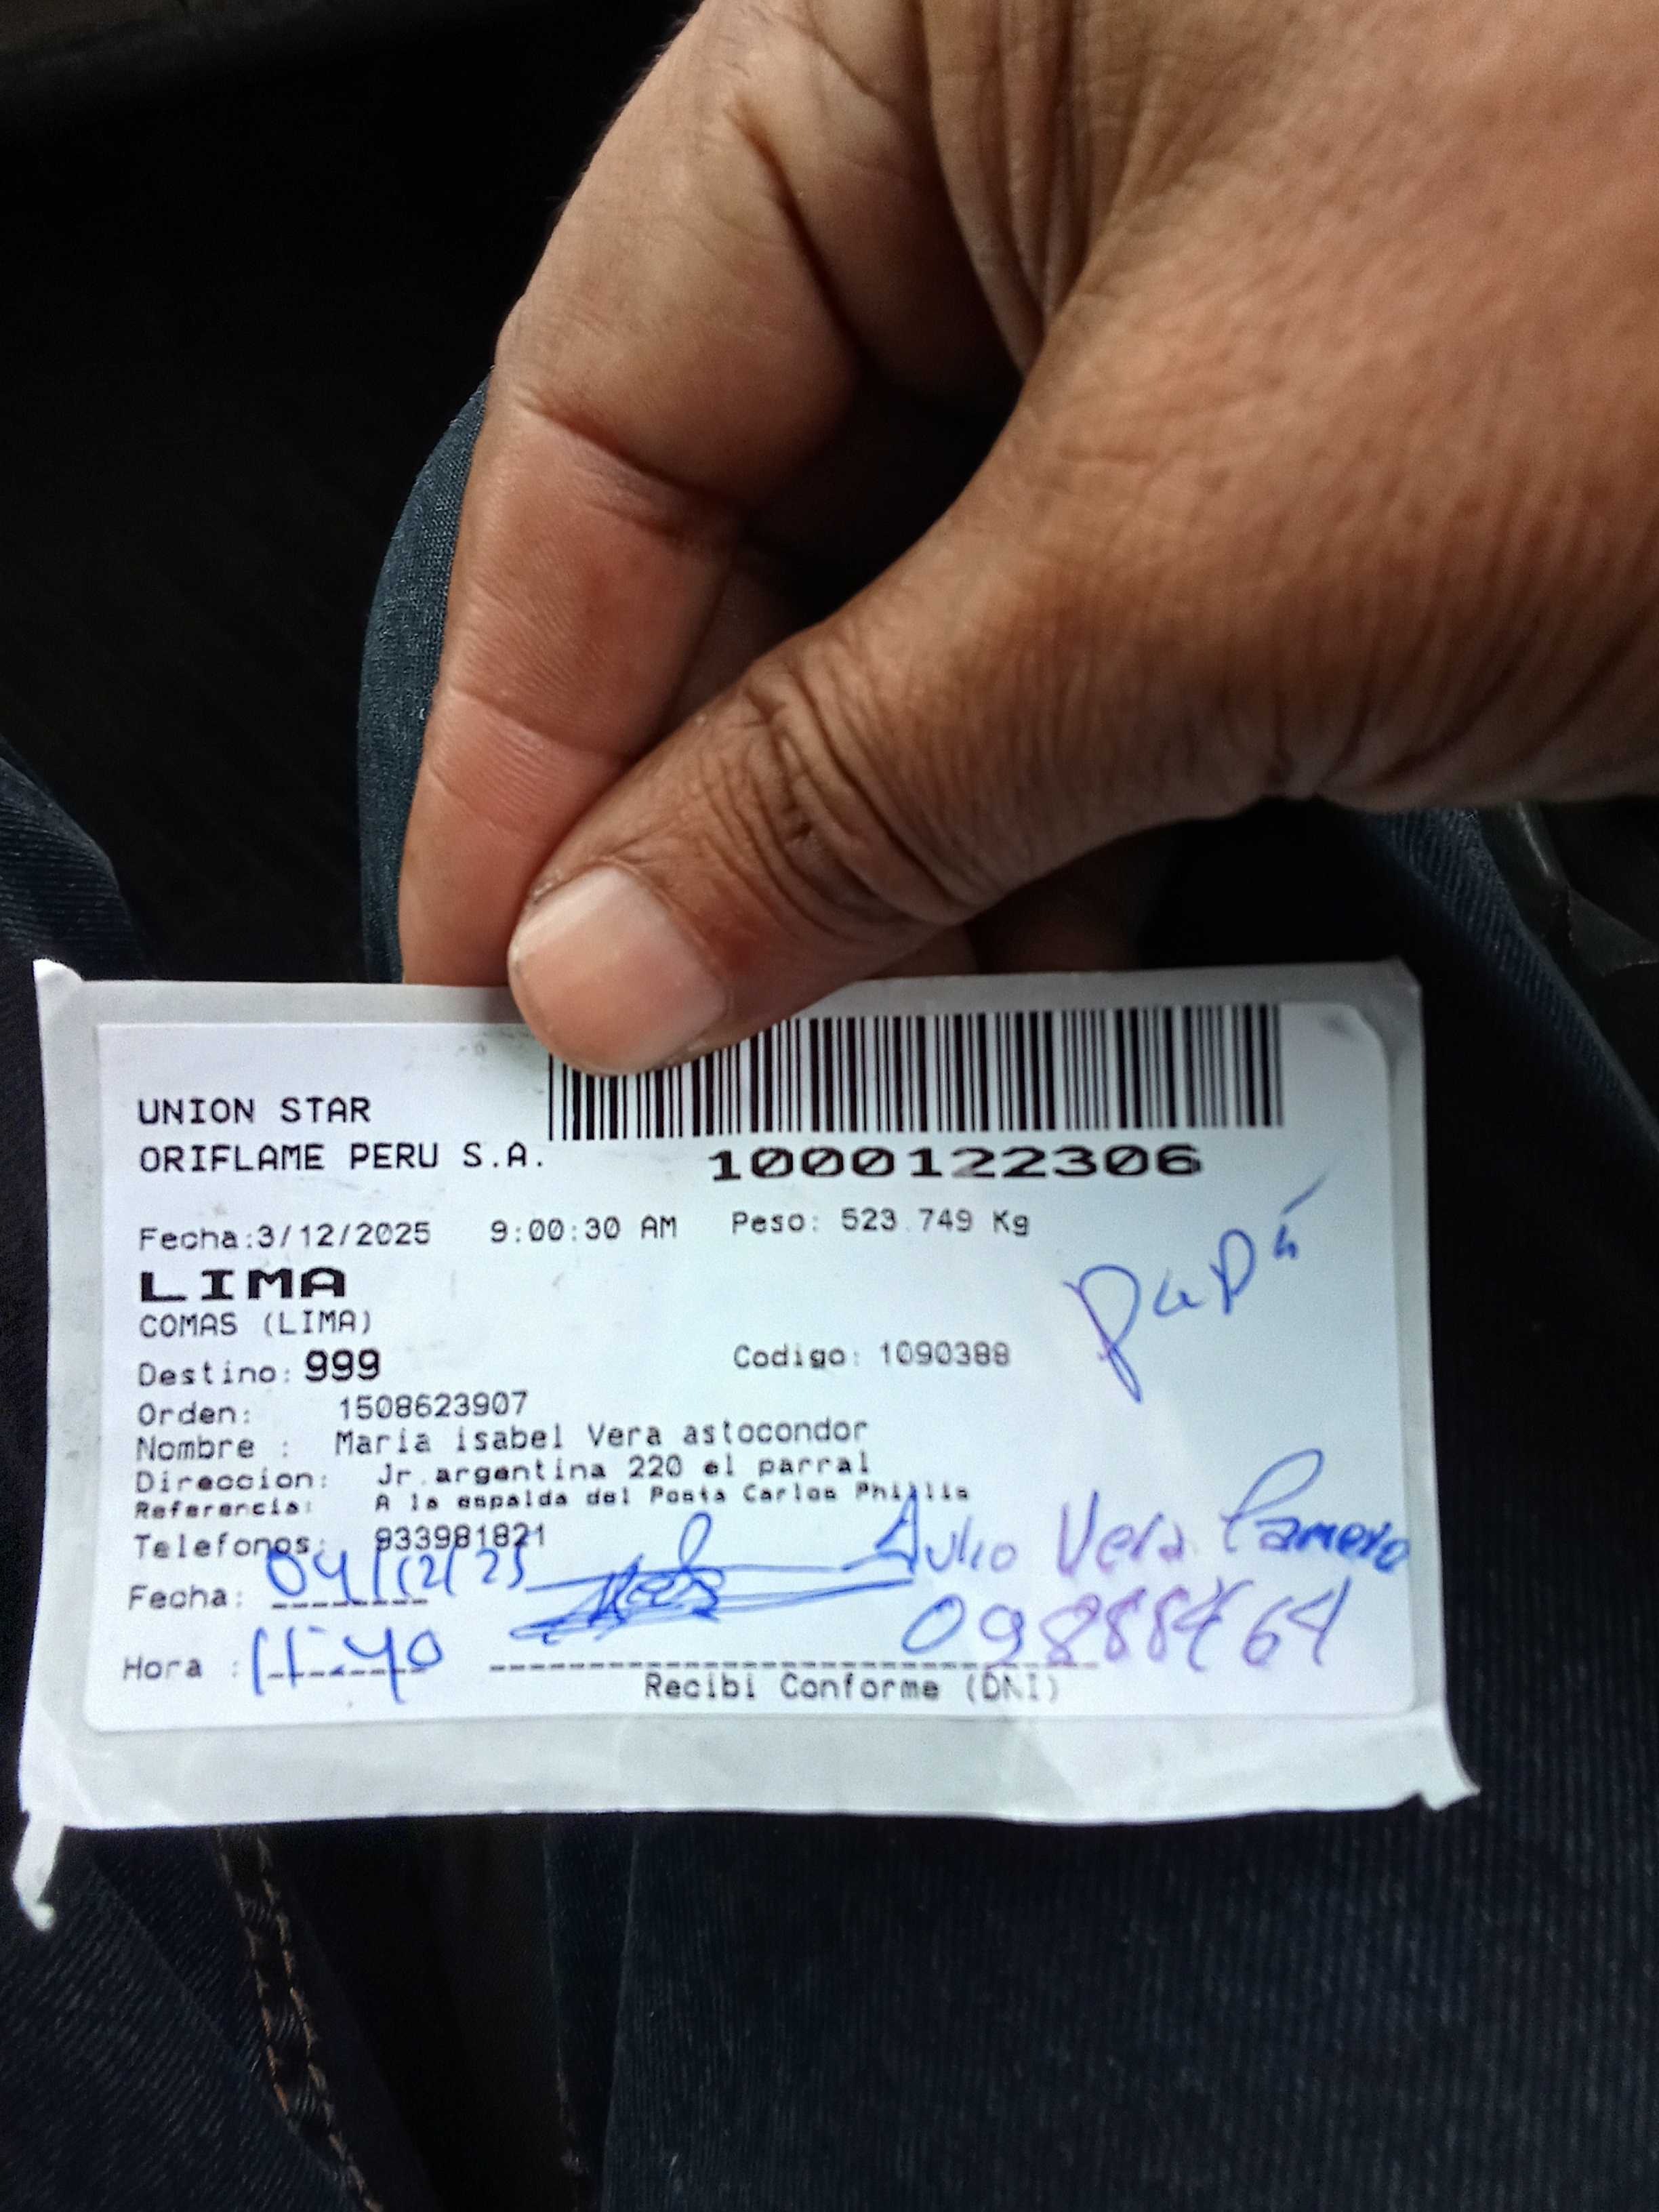 UNION STAR
ORIFLAME PERU S.A.
1000122306
Fecha:3/12/2025 9:00:30 AM Peso: 523.749 Kg
LIMA
papá
COMAS (LIMA)
Destino: 999 Codigo: 1090388
Orden: 1508623907
Nombre : Maria isabel Vera astocondor
Direccion: Jr.argentina 220 el parral
Referencia: A la espalda del Posta Carlos Phillis
Telefonos: 933981821
Julio Vera
Fecha: 04/12/25
Hora : 11:40
Recibi Conforme (DNI)